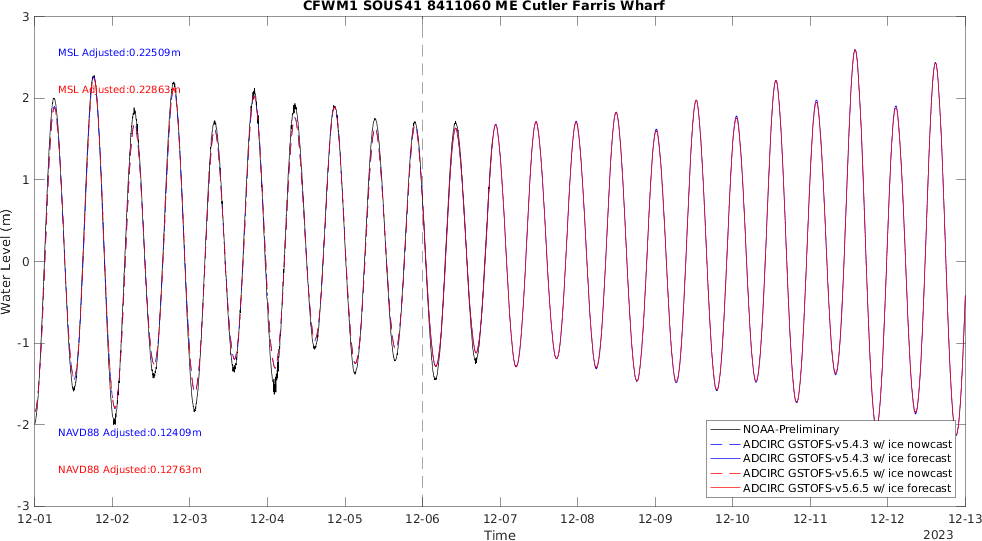 CFWM1 SOUS41 8411060 ME Cutler Farris Wharf
3
2
1
0
-1
-2
-3
Water Level (m)
MSL Adjusted:0.22509m
MSL Adjusted:0.22863m
NAVD88 Adjusted:0.12409m
NAVD88 Adjusted:0.12763m
NOAA-Preliminary
ADCIRC GSTOFS-v5.4.3 w/ ice nowcast
ADCIRC GSTOFS-v5.4.3 w/ ice forecast
ADCIRC GSTOFS-v5.6.5 w/ ice nowcast
ADCIRC GSTOFS-v5.6.5 w/ ice forecast
12-01 12-02 12-03 12-04 12-05 12-06 12-07 12-08 12-09 12-10 12-11 12-12 12-13
Time
2023